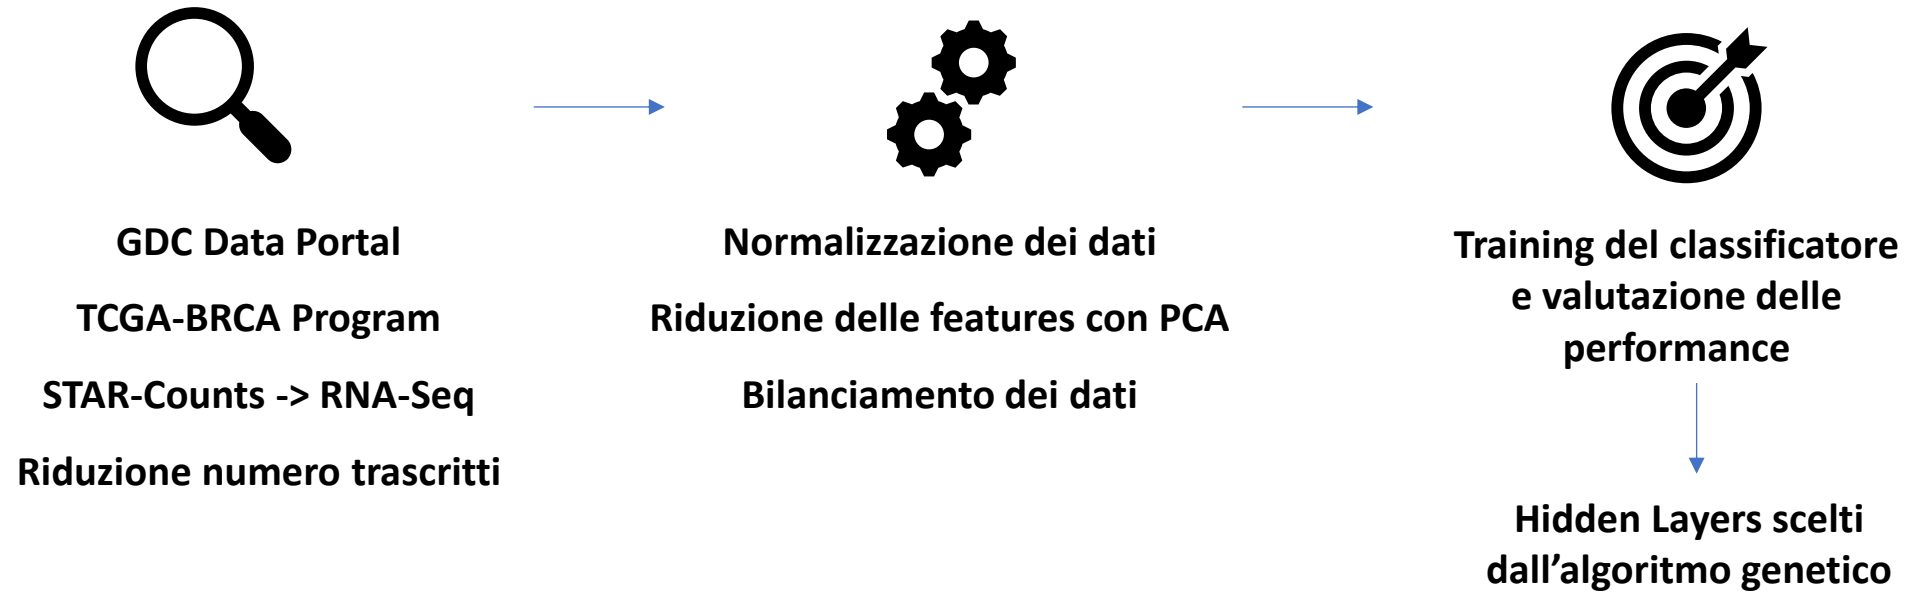 GDC Data Portal
TCGA-BRCA Program
STAR-Counts -> RNA-Seq
Riduzione numero trascritti
Normalizzazione dei dati
Riduzione delle features con PCA
Bilanciamento dei dati
Training del classificatore
e valutazione delle
performance
Hidden Layers scelti
dall’algoritmo genetico